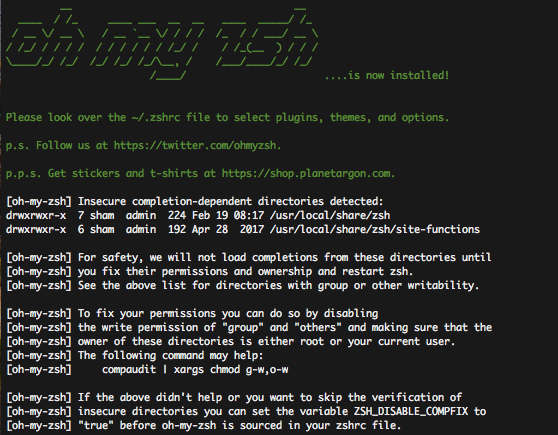 ....is now installed!
Please look over the ~/.zshrc file to select plugins, themes, and options.
p.s. Follow us at https://twitter.com/ohmyzsh.
p.p.s. Get stickers and t-shirts at https://shop.planetargon.com.
[oh-my-zsh] Insecure completion-dependent directories detected:
drwxrwxr-x  7 sham  admin  224 Feb 19 08:17 /usr/local/share/zsh
drwxrwxr-x  6 sham  admin  192 Apr 28  2017 /usr/local/share/zsh/site-functions
[oh-my-zsh] For safety, we will not load completions from these directories until
[oh-my-zsh] you fix their permissions and ownership and restart zsh.
[oh-my-zsh] See the above list for directories with group or other writability.
[oh-my-zsh] To fix your permissions you can do so by disabling
[oh-my-zsh] the write permission of "group" and "others" and making sure that the
[oh-my-zsh] owner of these directories is either root or your current user.
[oh-my-zsh] The following command may help:
[oh-my-zsh]     compaudit | xargs chmod g-w,o-w
[oh-my-zsh] If the above didn't help or you want to skip the verification of
[oh-my-zsh] insecure directories you can set the variable ZSH_DISABLE_COMPFIX to
[oh-my-zsh] "true" before oh-my-zsh is sourced in your zshrc file.